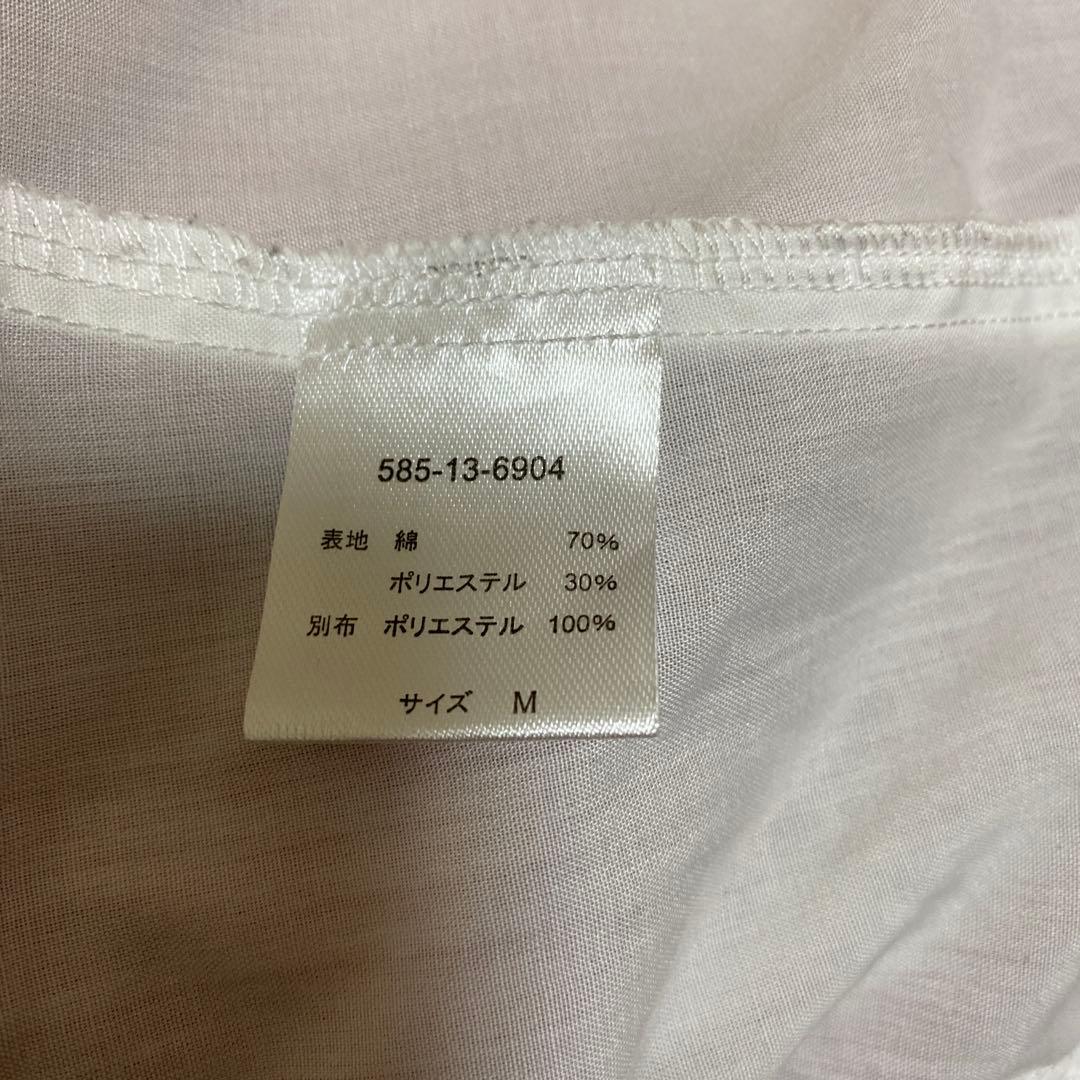 585-13-6904
表地 綿 70%
ポリエステル 30%
別布 ポリエステル 100%
サイズ M